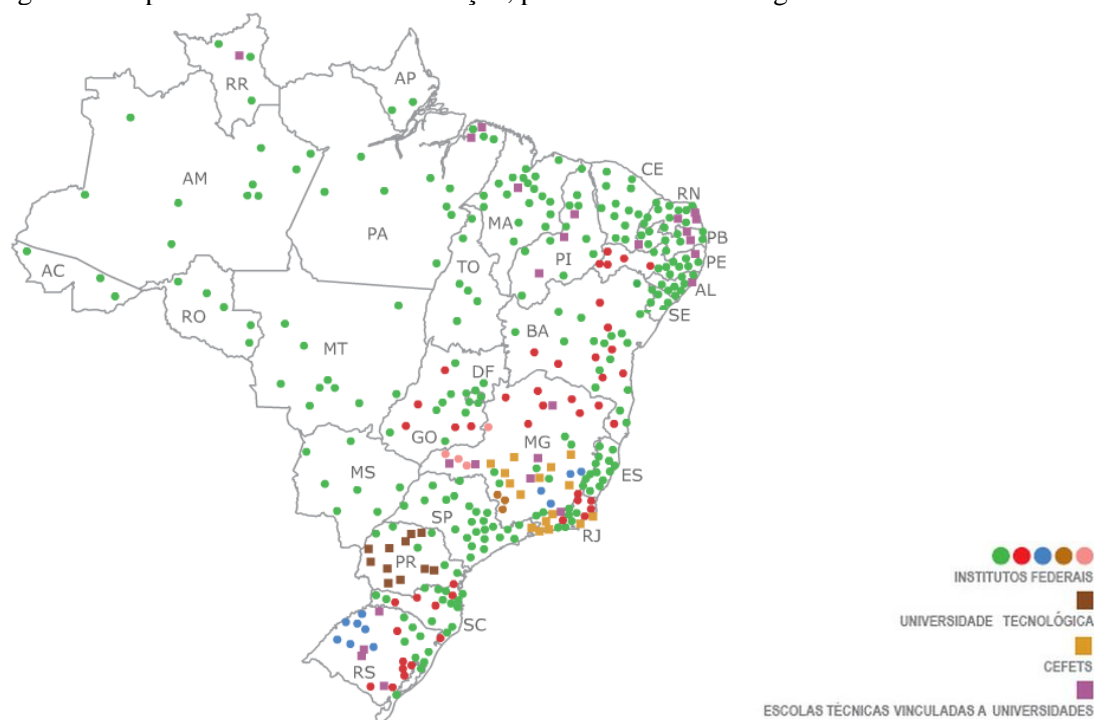 RR
AP
AM
PA
MA
CE
RN
PB
PE
AL
SE
PI
TO
AC
RO
BA
MT
DF
GO
MG
ES
MS
SP
RJ
PR
SC
RS
INSTITUTOS FEDERAIS
UNIVERSIDADE TECNOLÓGICA
CEFETS
ESCOLAS TÉCNICAS VINCULADAS A UNIVERSIDADES